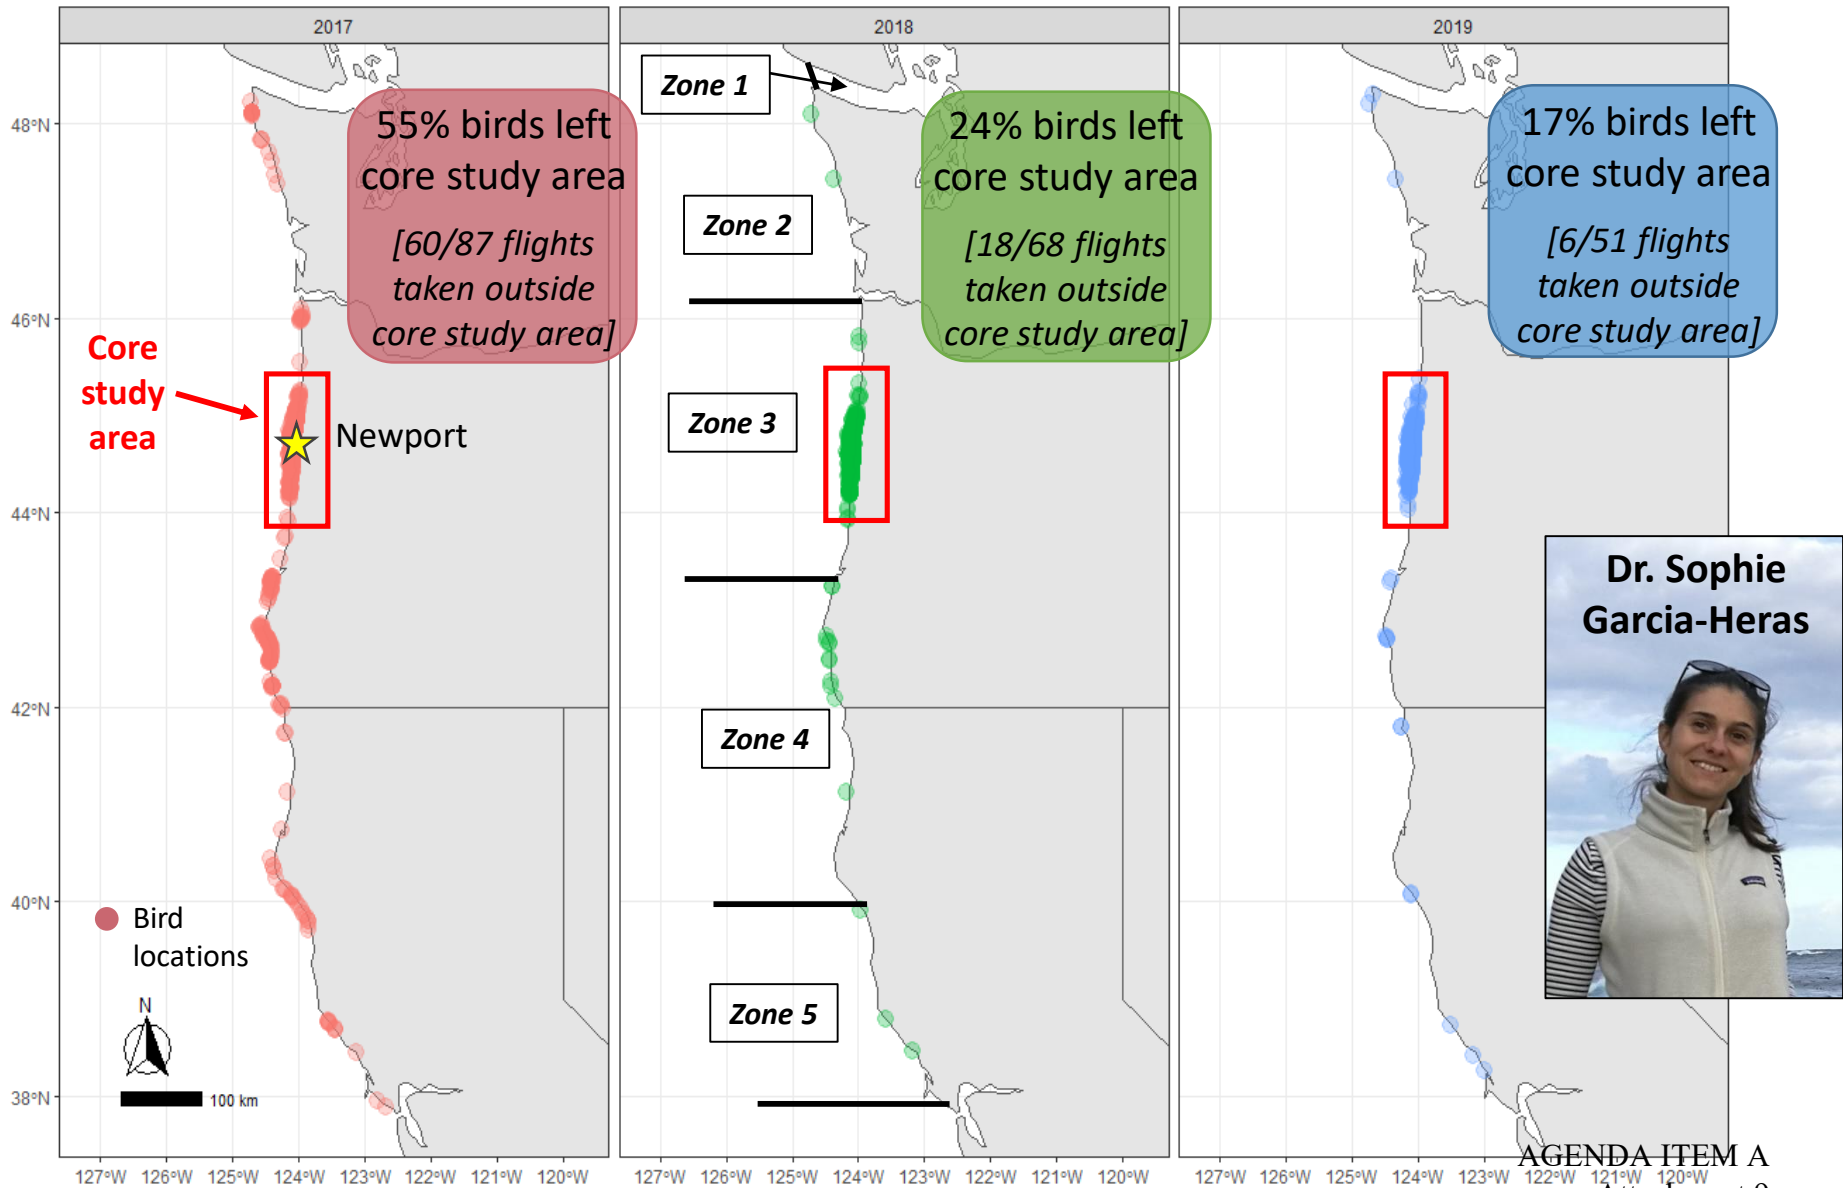 2017
2018
2019
Zone 1
55% birds left
core study area
[60/87 flights
taken outside
core study area]
24% birds left
core study area
[18/68 flights
taken outside
core study area]
17% birds left
core study area
[6/51 flights
taken outside
core study area]
48°N
46°N
44°N
42°N
40°N
38°N
Zone 2
Core
study
area
Newport
Zone 3
Dr. Sophie
Garcia-Heras
Zone 4
Bird
locations
N
100 km
Zone 5
127°W 126°W 125°W 124°W 123°W 122°W 121°W 120°W
127°W 126°W 125°W 124°W 123°W 122°W 121°W 120°W
127°W 126°W 125°W 124°W 123°W 122°W 121°W 120°W
AGENDA ITEM A